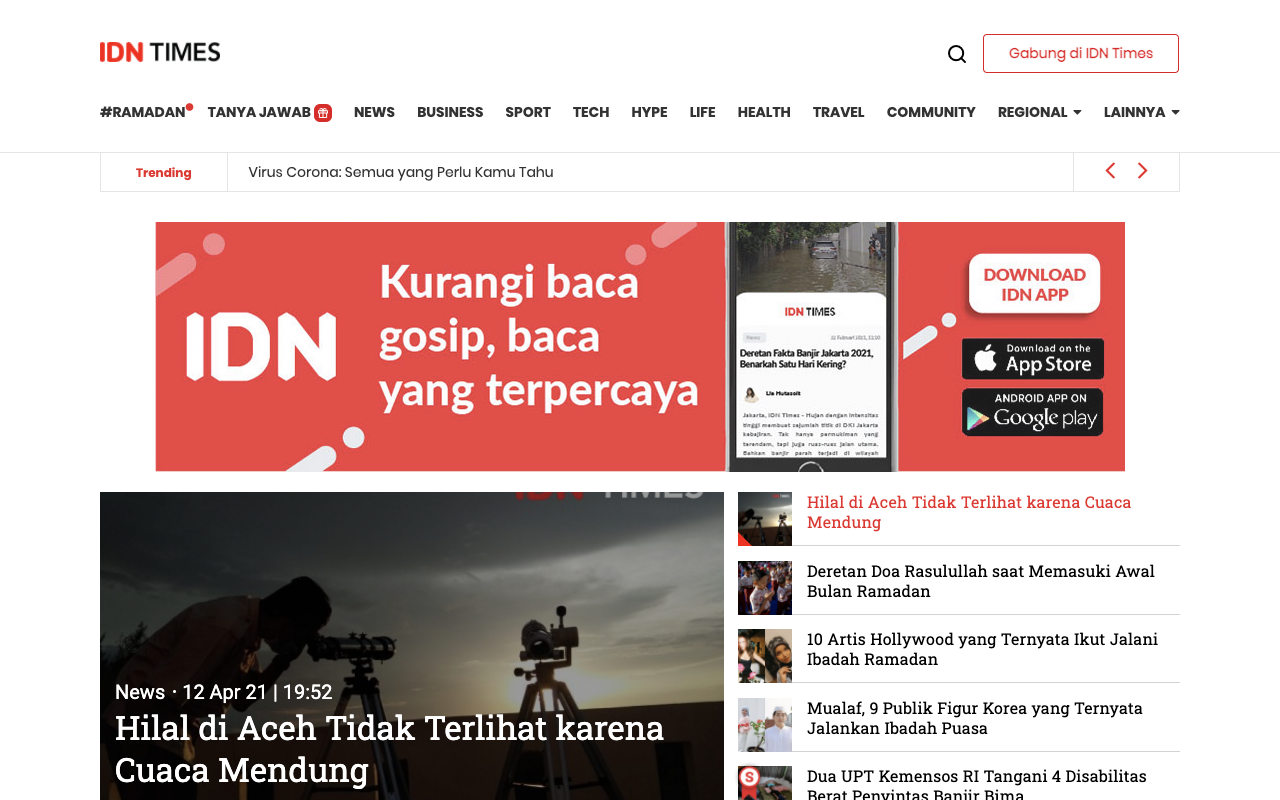 IDN TIMES
Gabung di IDN Times
#RAMADAN TANYA JAWAB NEWS BUSINESS SPORT TECH HYPE LIFE HEALTH TRAVEL COMMUNITY REGIONAL LAINNYA
Trending
Virus Corona: Semua yang Perlu Kamu Tahu
IDN
Kurangi baca
gosip, baca
yang terpercaya
IDN TIMES
News
Deretan Fakta Banjir Jakarta 2021,
Benarkah Satu Hari Kering?
Lia Hutasoit
Jakarta, IDN Times - Hujan dengan intensitas
tinggi membuat sejumlah titik di DKI Jakarta
kebajiran. Tak hanya permukiman yang
terendam, tapi juga ruas-ruas jalan utama.
Bahkan banjir parah terjadi di wilayah
DOWNLOAD
IDN APP
Download on the
App Store
ANDROID APP ON
Google play
IDN TIMES
News · 12 Apr 21 | 19:52
Hilal di Aceh Tidak Terlihat karena
Cuaca Mendung
Hilal di Aceh Tidak Terlihat karena Cuaca
Mendung
Deretan Doa Rasulullah saat Memasuki Awal
Bulan Ramadan
10 Artis Hollywood yang Ternyata Ikut Jalani
Ibadah Ramadan
Mualaf, 9 Publik Figur Korea yang Ternyata
Jalankan Ibadah Puasa
Dua UPT Kemensos RI Tangani 4 Disabilitas
Berat Penyintas Banjir Bima